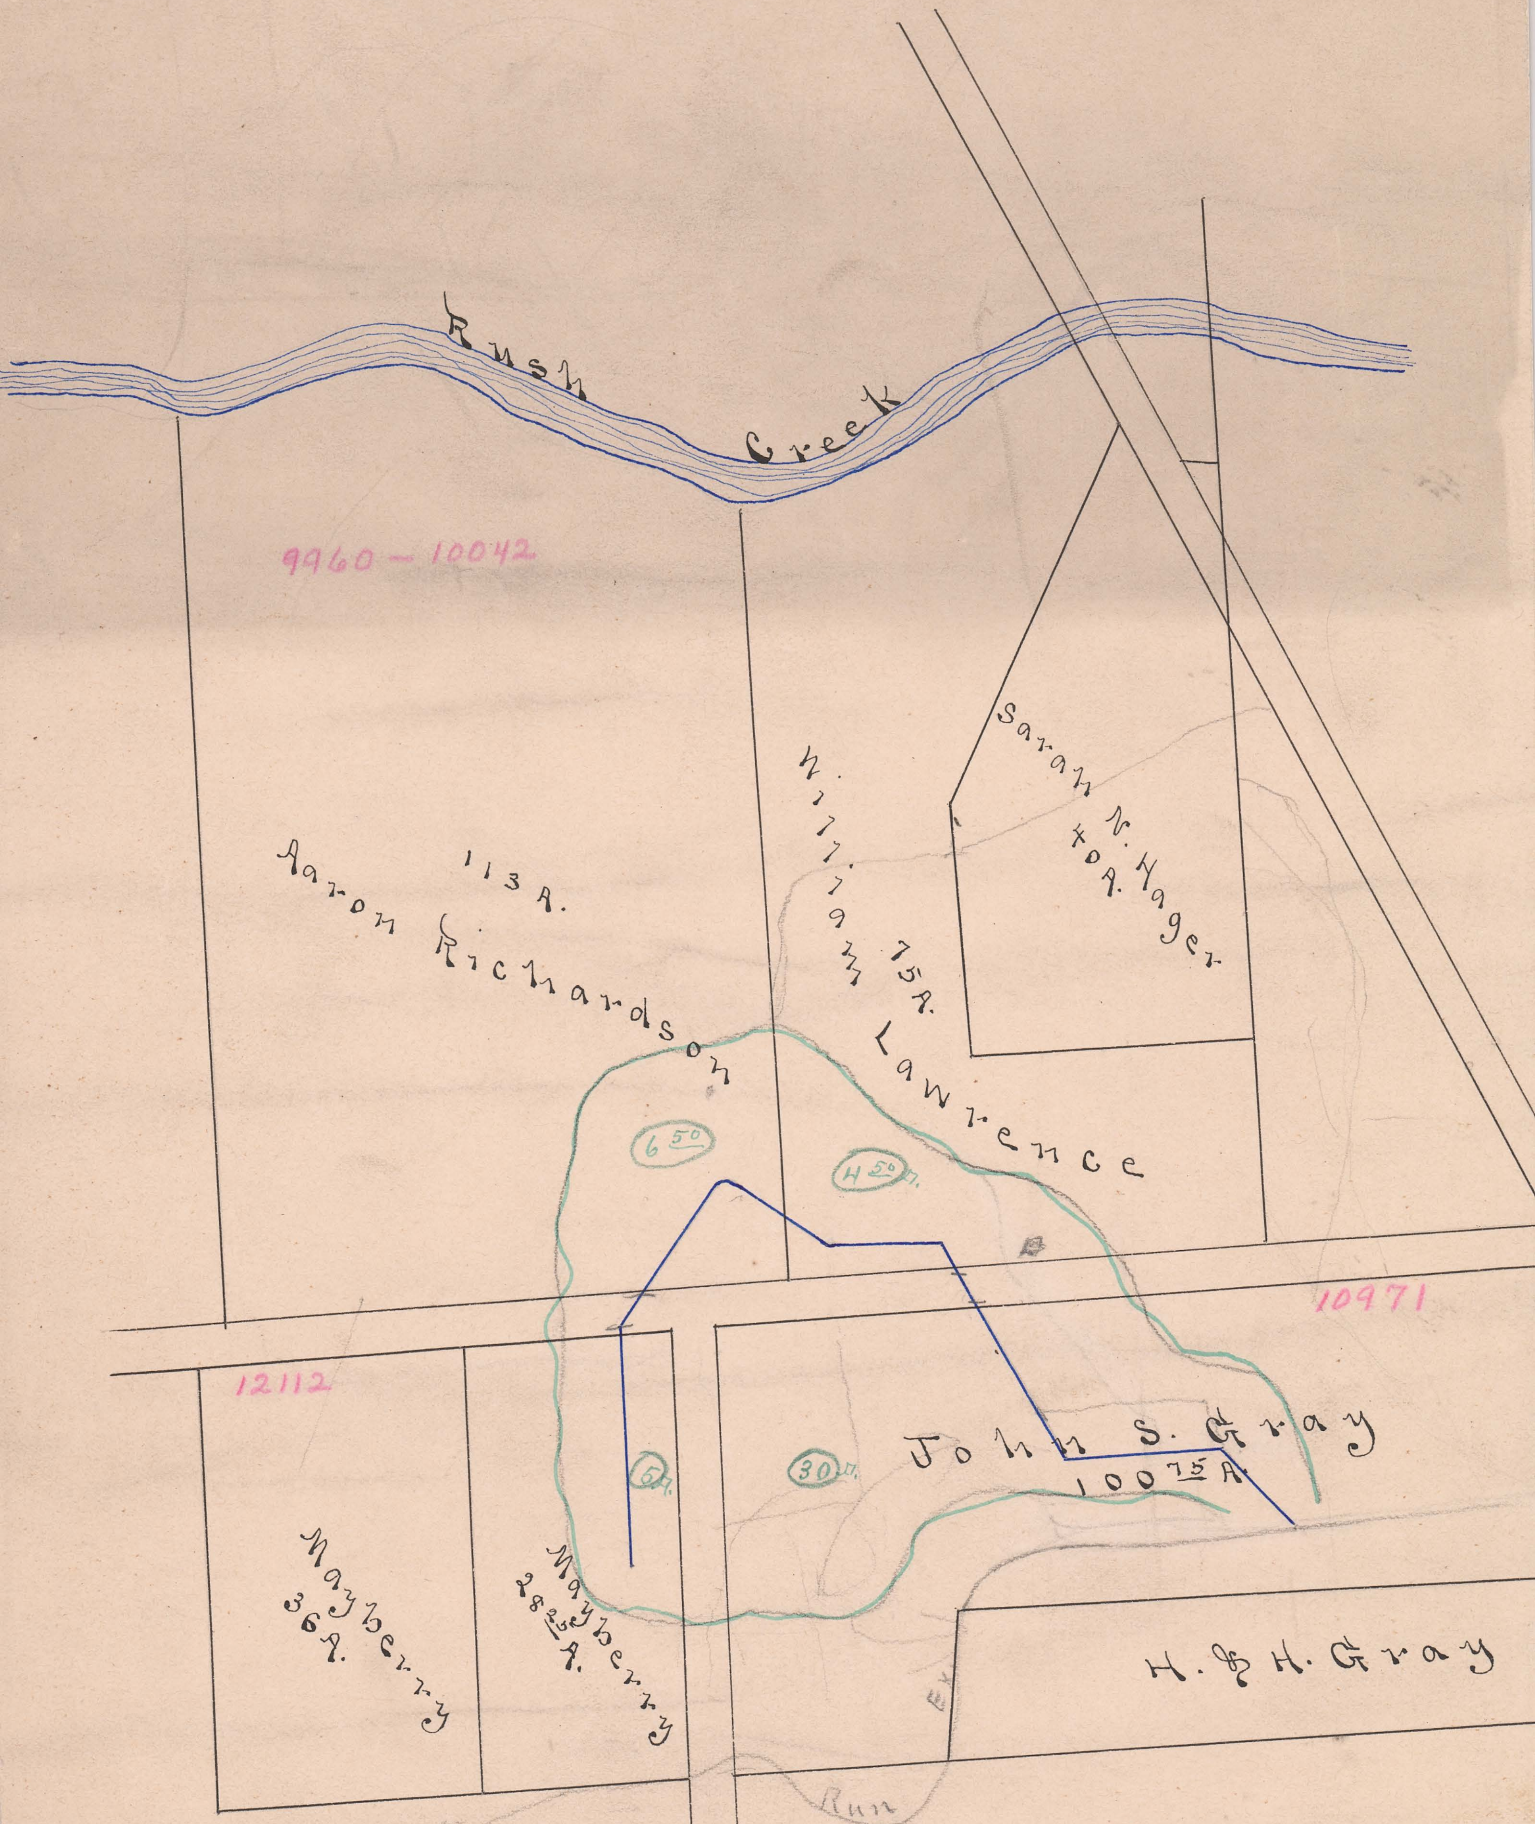 Rush Creek
9960 – 10042
Sarah N. Hager
40 A.
William Lawrence
75 A.
113 A.
Aaron Richardson
6 50
4 50 A.
10971
12112
John S. Gray
100 75 A.
5 A.
30 A.
Mayberry
36 A.
Mayberry
A.
H. & H. Gray
Run